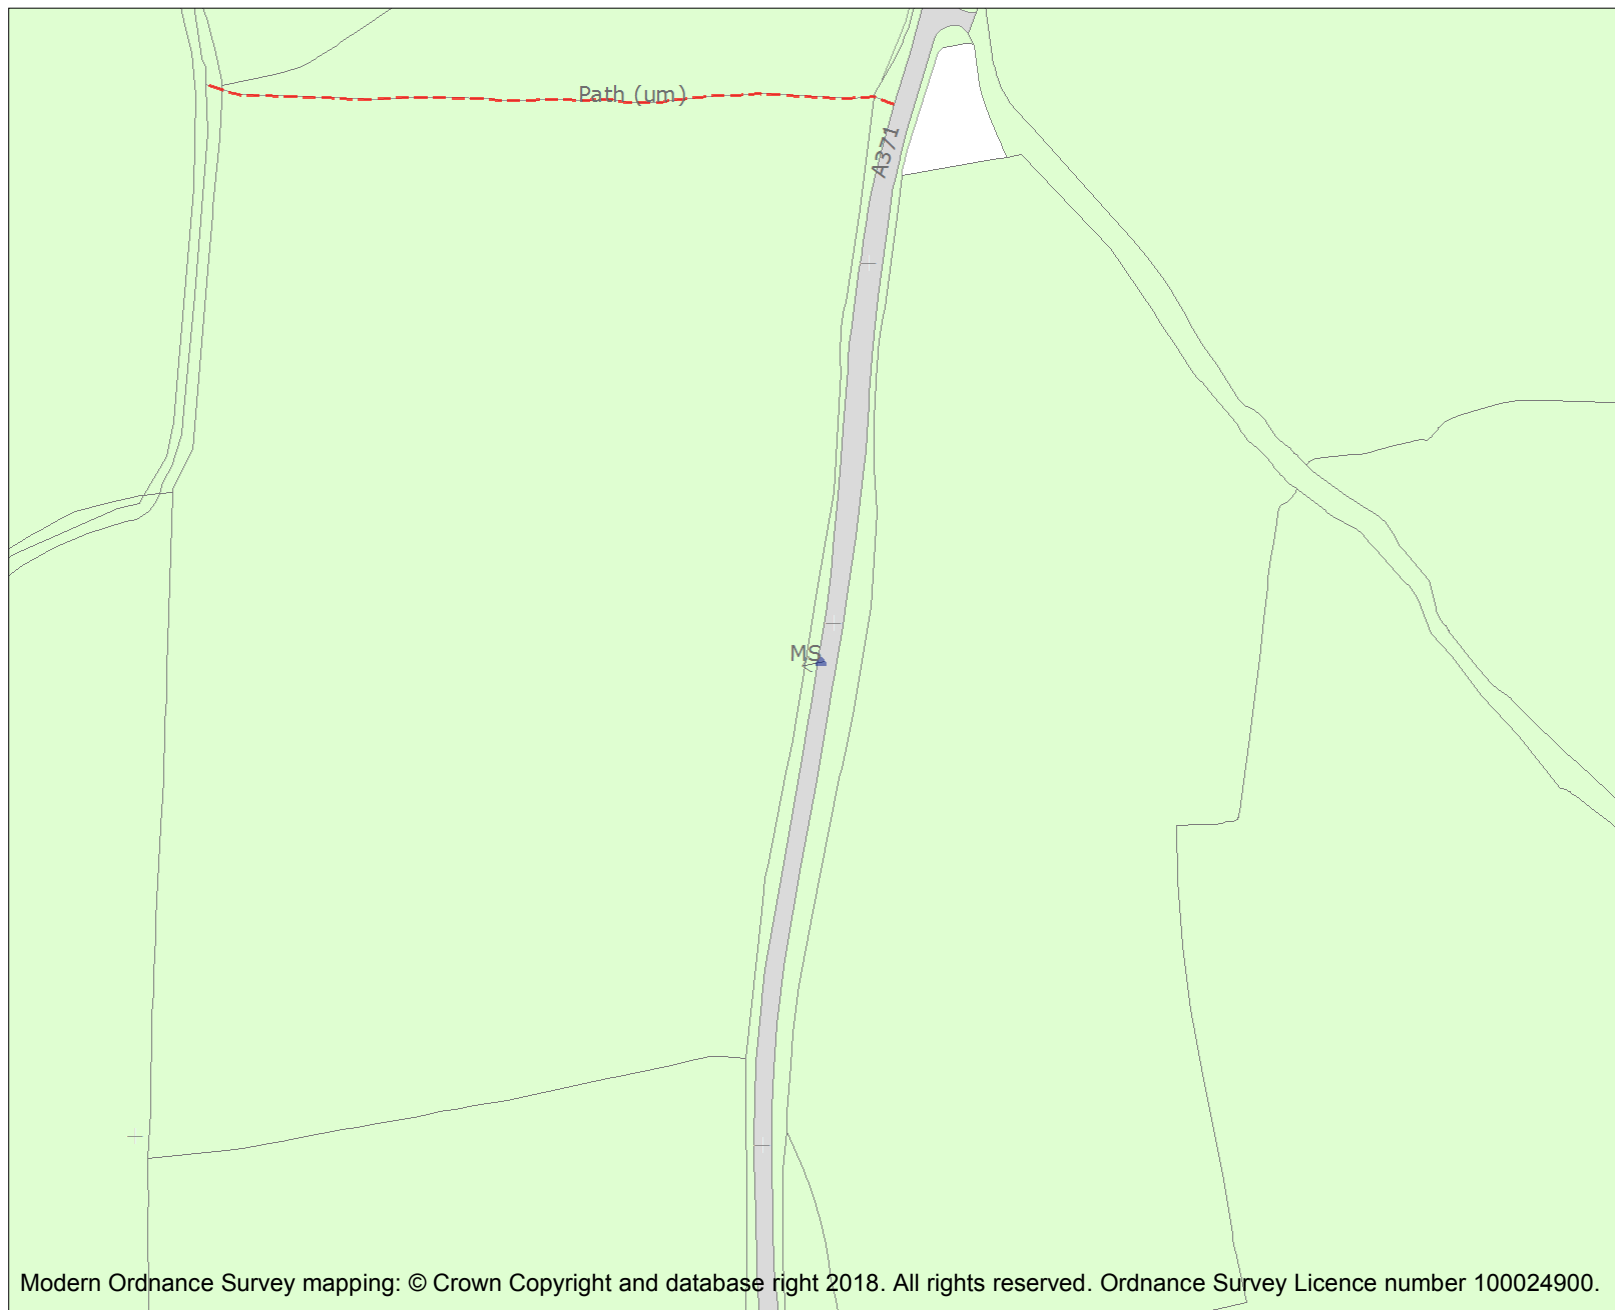 Path (um)
A371
MS
Modern Ordnance Survey mapping: © Crown Copyright and database right 2018. All rights reserved. Ordnance Survey Licence number 100024900.